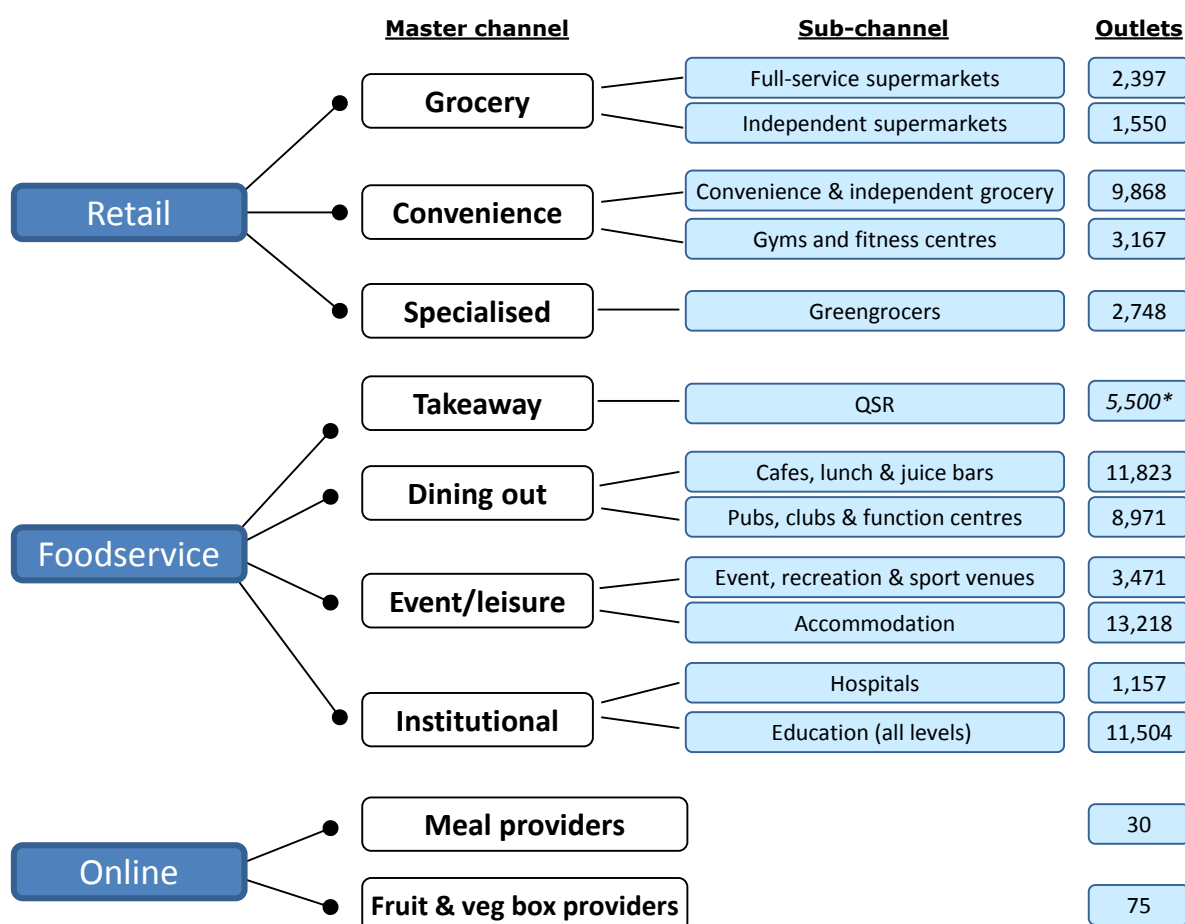 Master channel Sub-channel Outlets
Retail
Grocery
Full-service supermarkets 2,397
Independent supermarkets 1,550
Convenience
Convenience & independent grocery 9,868
Gyms and fitness centres 3,167
Specialised
Greengrocers 2,748
Foodservice
Takeaway
QSR 5,500*
Dining out
Cafes, lunch & juice bars 11,823
Pubs, clubs & function centres 8,971
Event/leisure
Event, recreation & sport venues 3,471
Accommodation 13,218
Institutional
Hospitals 1,157
Education (all levels) 11,504
Online
Meal providers 30
Fruit & veg box providers 75